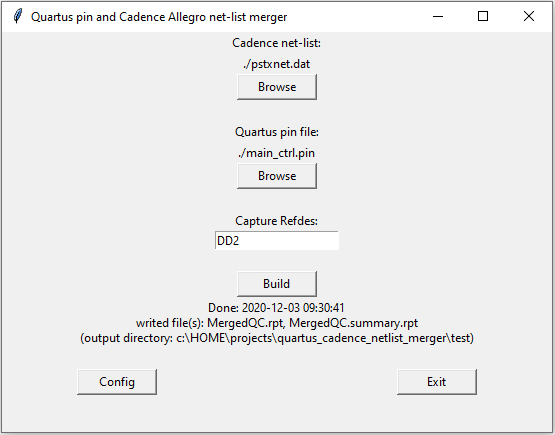 Quartus pin and Cadence Allegro net-list merger
Cadence net-list:
./pstxnet.dat
Browse
Quartus pin file:
./main_ctrl.pin
Browse
Capture Refdes:
DD2
Build
Done: 2020-12-03 09:30:41
writed file(s): MergedQC.rpt, MergedQC.summary.rpt
(output directory: c:\HOME\projects\quartus_cadence_netlist_merger\test)
Config
Exit